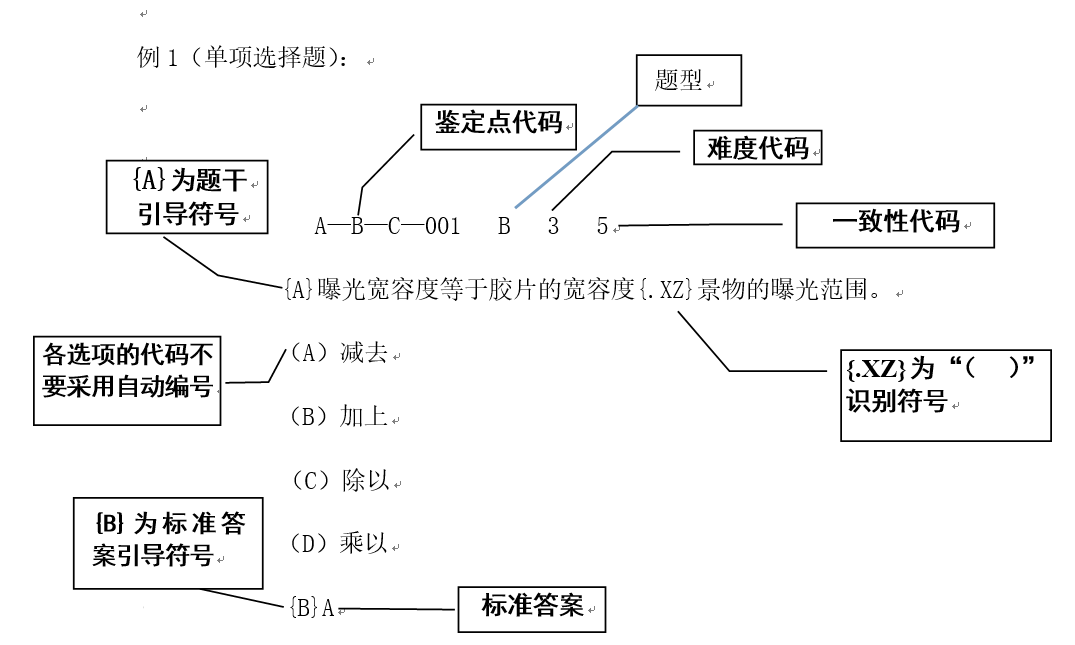 例1（单项选择题）：
题型
鉴定点代码
难度代码
{A}为题干
引导符号
A—B—C—001 B 3 5
一致性代码
{A}曝光宽容度等于胶片的宽容度{.XZ}景物的曝光范围。
各选项的代码不
要采用自动编号
（A）减去
{.XZ}为“（ ）”
识别符号
（B）加上
（C）除以
{B}为标准答
案引导符号
（D）乘以
{B}A
标准答案